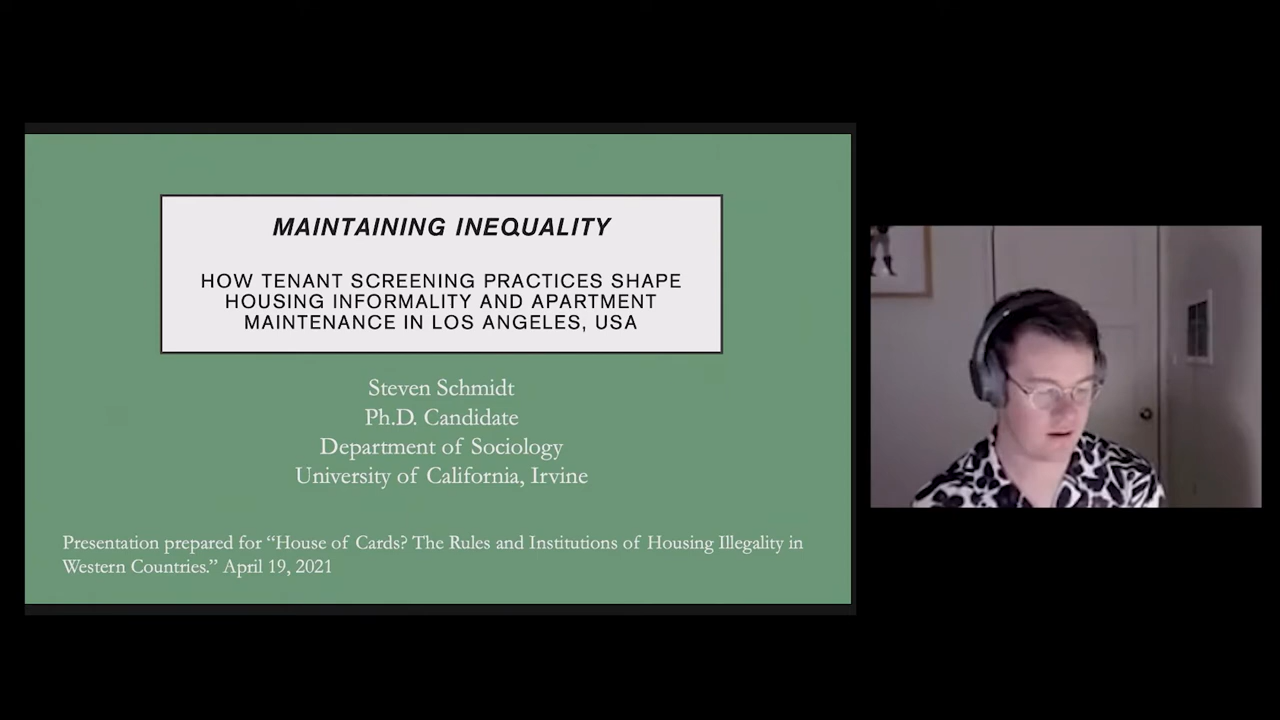 MAINTAINING INEQUALITY
HOW TENANT SCREENING PRACTICES SHAPE
HOUSING INFORMALITY AND APARTMENT
MAINTENANCE IN LOS ANGELES, USA
Steven Schmidt
Ph.D. Candidate
Department of Sociology
University of California, Irvine
Presentation prepared for “House of Cards? The Rules and Institutions of Housing Illegality in
Western Countries.” April 19, 2021